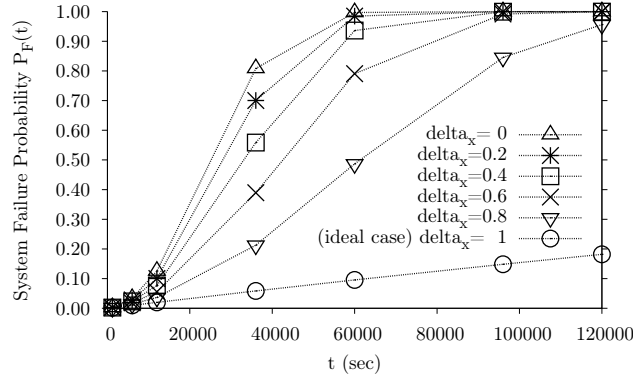 System Failure Probability P_F(t)
1.00
0.90
0.80
0.70
0.60
0.50
0.40
0.30
0.20
0.10
0.00
delta_x= 0
delta_x=0.2
delta_x=0.4
delta_x=0.6
delta_x=0.8
(ideal case) delta_x= 1
0 20000 40000 60000 80000 100000 120000
t (sec)